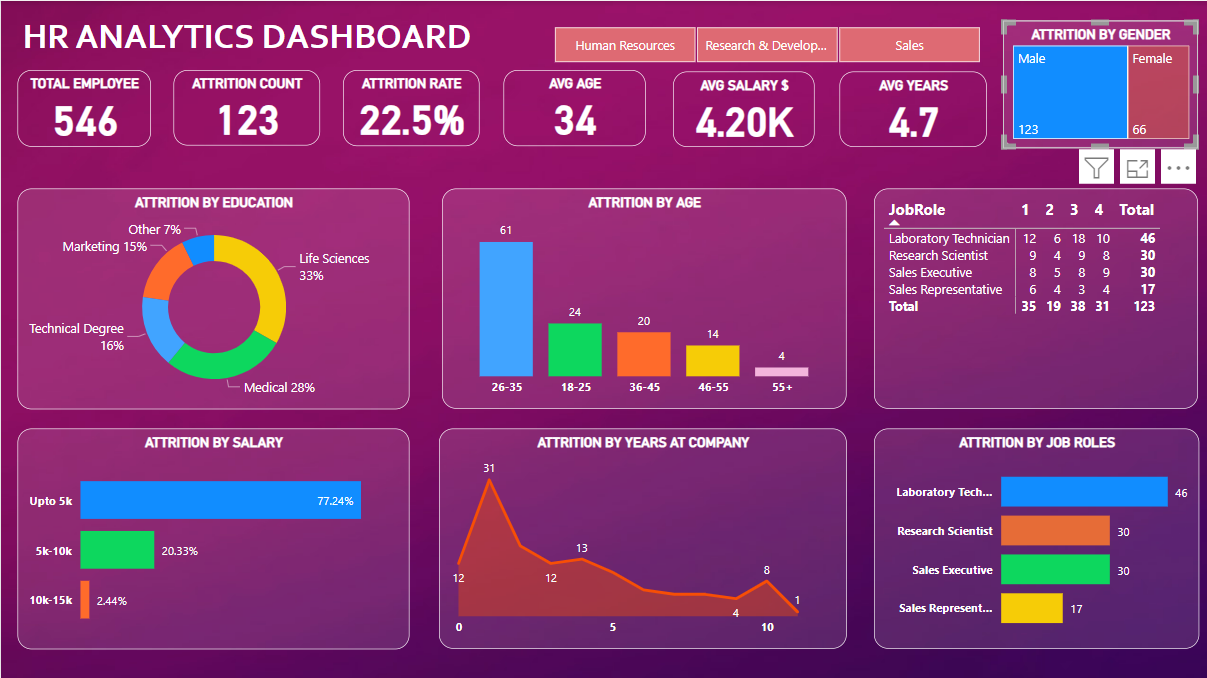 HR ANALYTICS DASHBOARD
Human Resources
Research & Develop...
Sales
ATTRITION BY GENDER
Male
123
Female
66
TOTAL EMPLOYEE
546
ATTRITION COUNT
123
ATTRITION RATE
22.5%
AVG AGE
34
AVG SALARY $
4.20K
AVG YEARS
4.7
ATTRITION BY EDUCATION
Other 7%
Marketing 15%
Life Sciences
33%
Technical Degree
16%
Medical 28%
ATTRITION BY AGE
61
24
20
14
4
26-35 18-25 36-45 46-55 55+
JobRole 1 2 3 4 Total
Laboratory Technician 12 6 18 10 46
Research Scientist 9 4 9 8 30
Sales Executive 8 5 8 9 30
Sales Representative 6 4 3 4 17
Total 35 19 38 31 123
ATTRITION BY SALARY
Upto 5k 77.24%
5k-10k 20.33%
10k-15k 2.44%
ATTRITION BY YEARS AT COMPANY
31
12
12
13
4
8
1
0 5 10
ATTRITION BY JOB ROLES
Laboratory Tech... 46
Research Scientist 30
Sales Executive 30
Sales Represent... 17